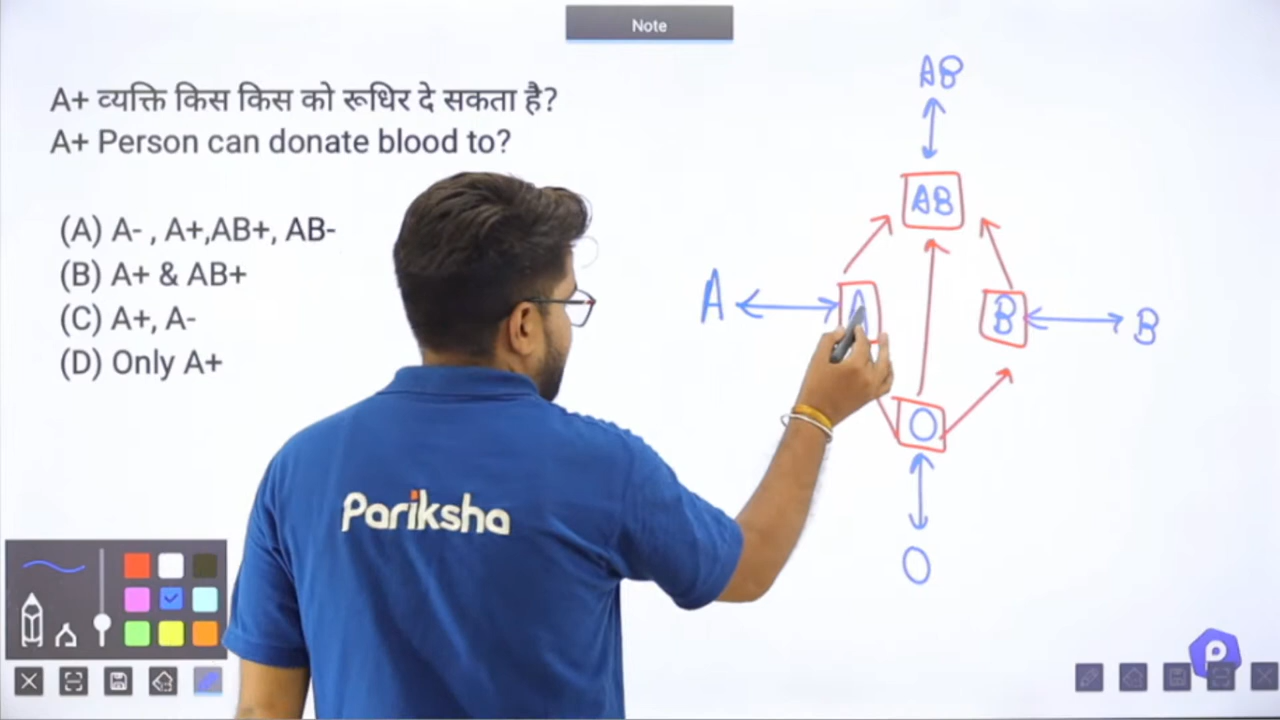 Note
A+ व्यक्ति किस किस को रूधिर दे सकता है?
A+ Person can donate blood to?
(A) A- , A+,AB+, AB-
(B) A+ & AB+
(C) A+, A-
(D) Only A+
AB
AB
A
A
B
B
O
O
Pariksha
P